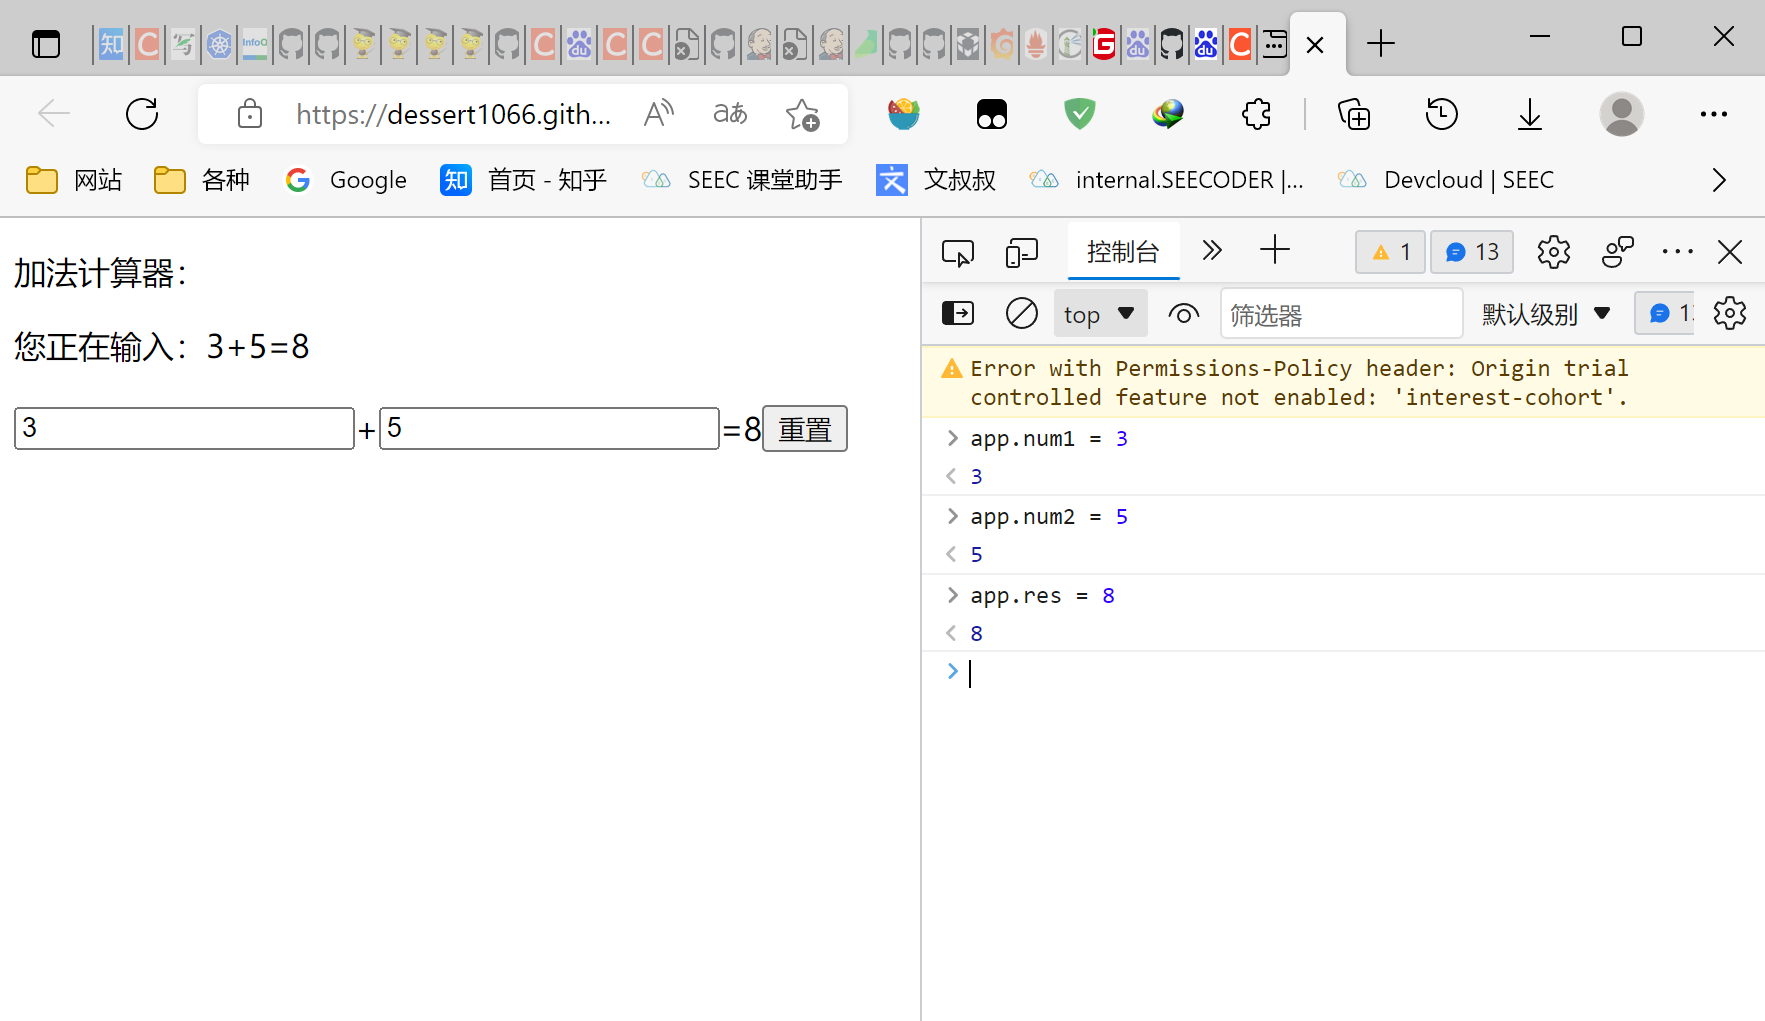 https://dessert1066.gith...
网站 各种 Google 首页 - 知乎 SEEC 课堂助手 文叔叔 internal.SEECODER |... Devcloud | SEEC
加法计算器：
您正在输入：3+5=8
3 + 5 =8 重置
控制台 1 13
top 筛选器 默认级别 1
Error with Permissions-Policy header: Origin trial
controlled feature not enabled: 'interest-cohort'.
app.num1 = 3
3
app.num2 = 5
5
app.res = 8
8